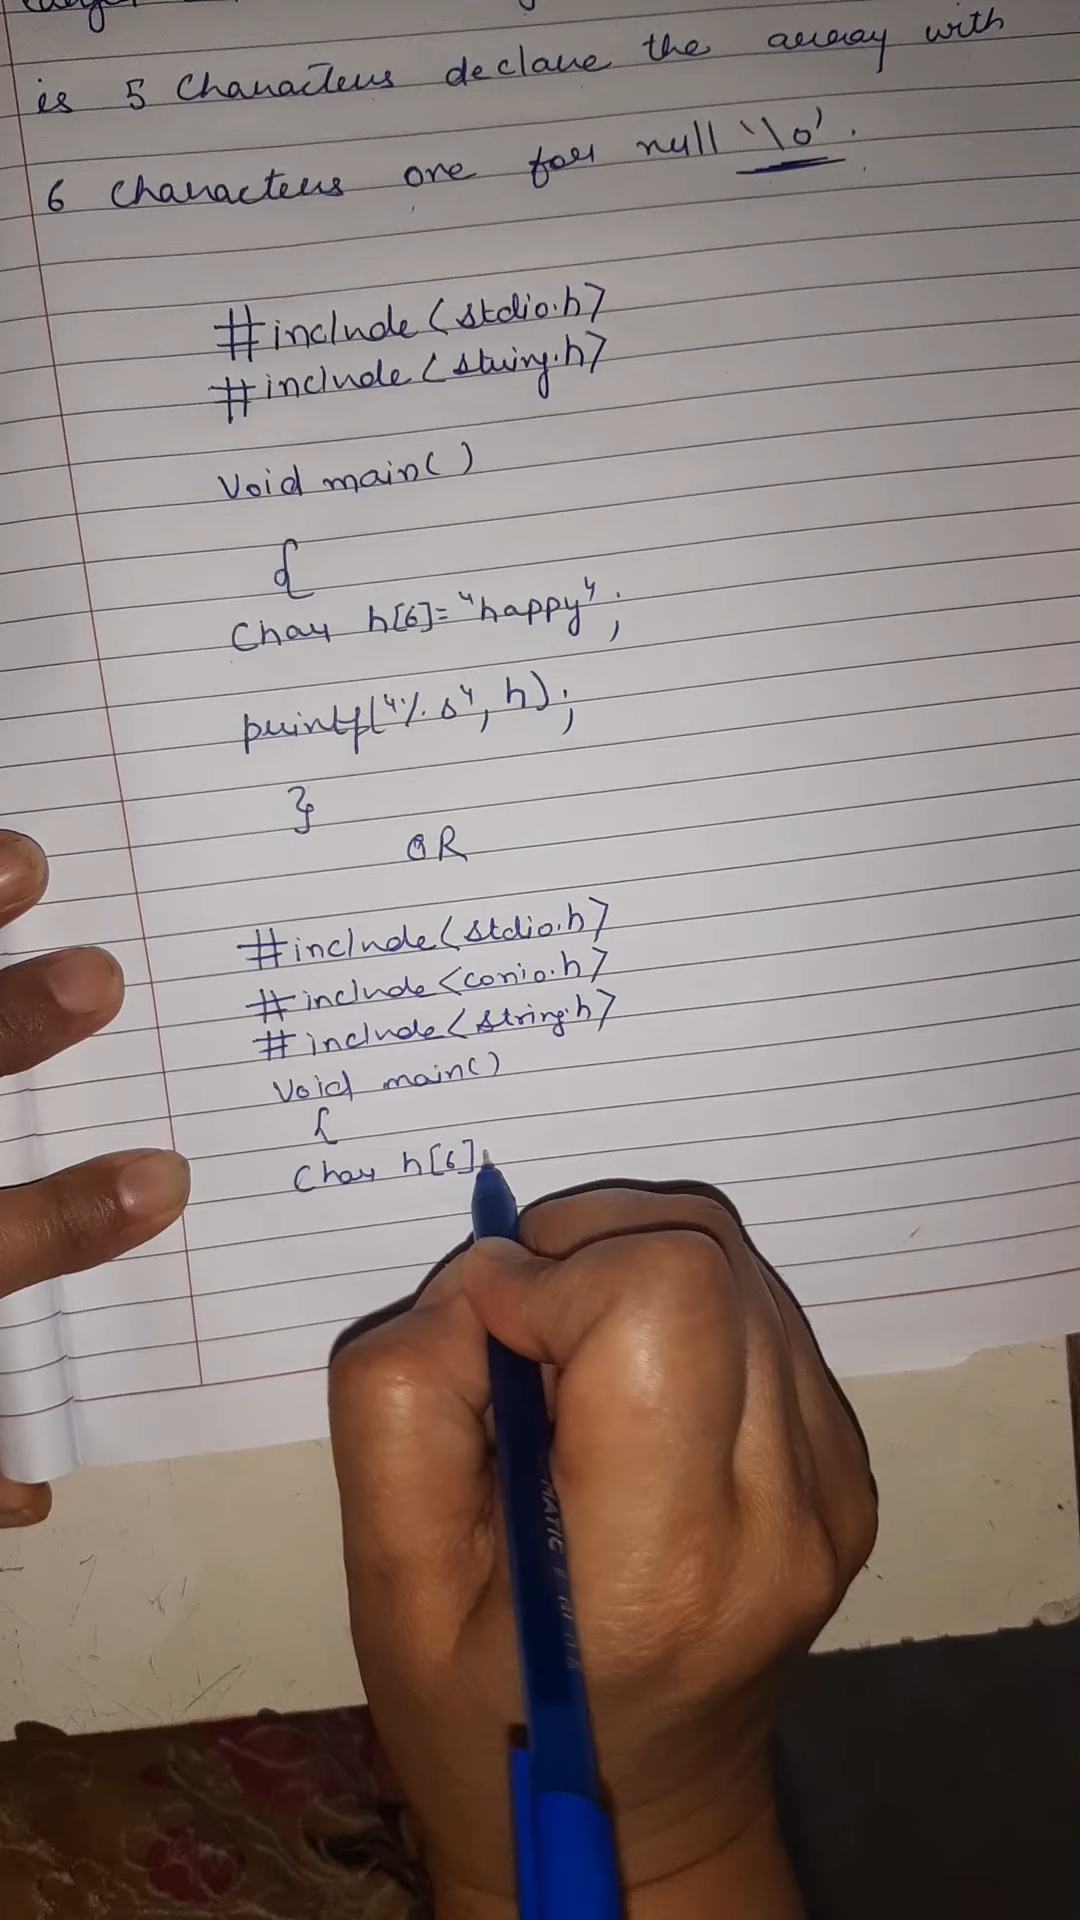 is 5 Characters declare the array with
6 Characters one for null '\0'.
#include<stdio.h>
#include<string.h>
Void main()
{
Char h[6]="happy";
printf("%s", h);
}
OR
#include<stdio.h>
#include<conio.h>
#include<string.h>
Void main()
{
Char h[6]